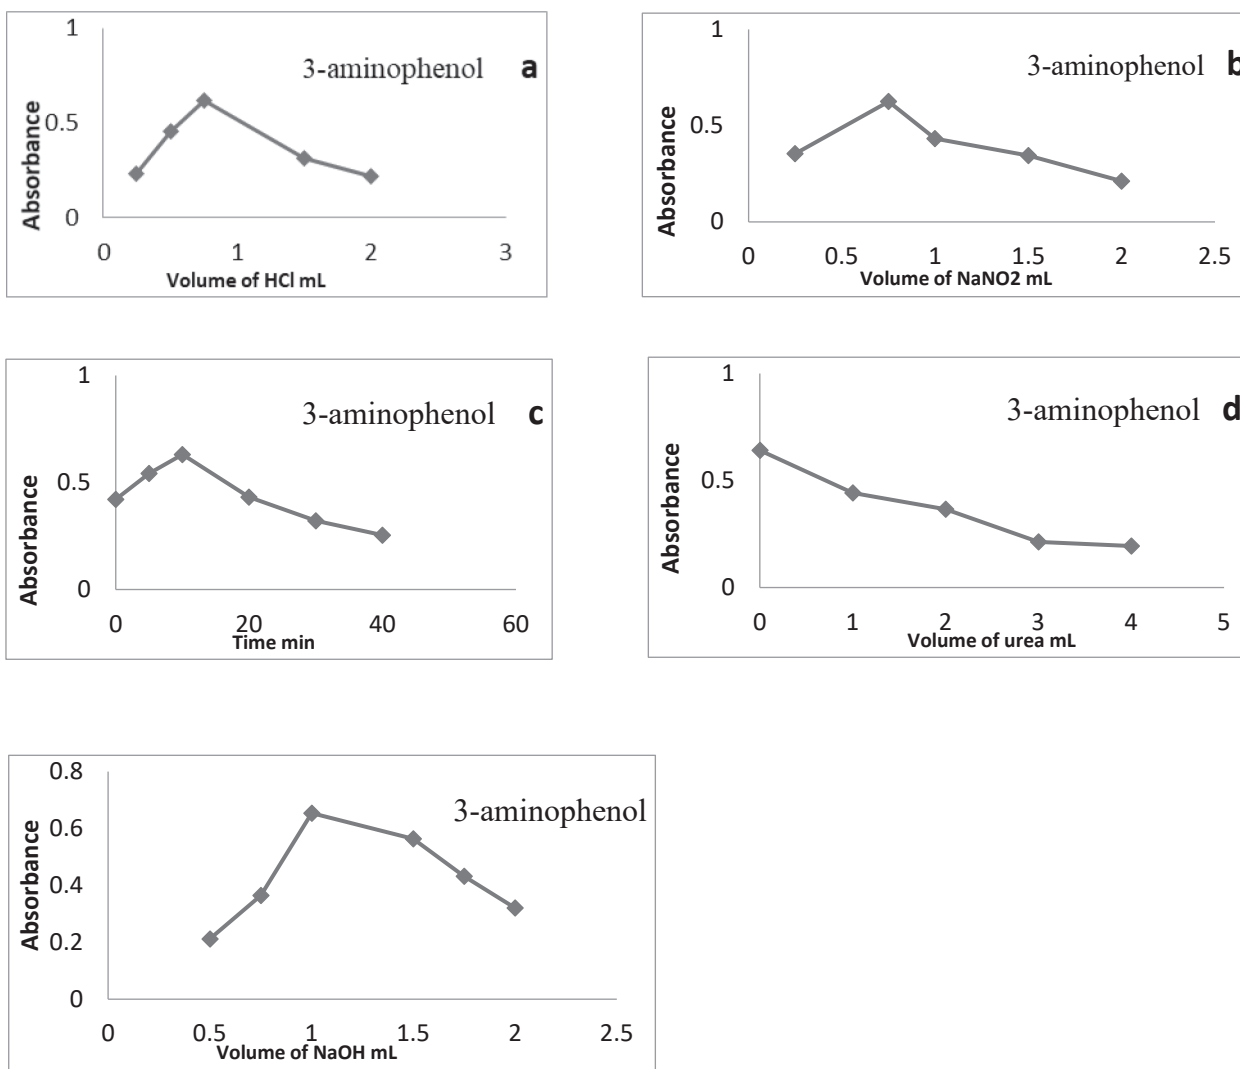 1
3-aminophenol a
Absorbance
0.5
0
0 1 2 3
Volume of HCl mL
1
3-aminophenol b
Absorbance
0.5
0
0 0.5 1 1.5 2 2.5
Volume of NaNO2 mL
1
3-aminophenol c
Absorbance
0.5
0
0 20 40 60
Time min
1
3-aminophenol d
Absorbance
0.5
0
0 1 2 3 4 5
Volume of urea mL
0.8
3-aminophenol
0.6
Absorbance
0.4
0.2
0
0 0.5 1 1.5 2 2.5
Volume of NaOH mL